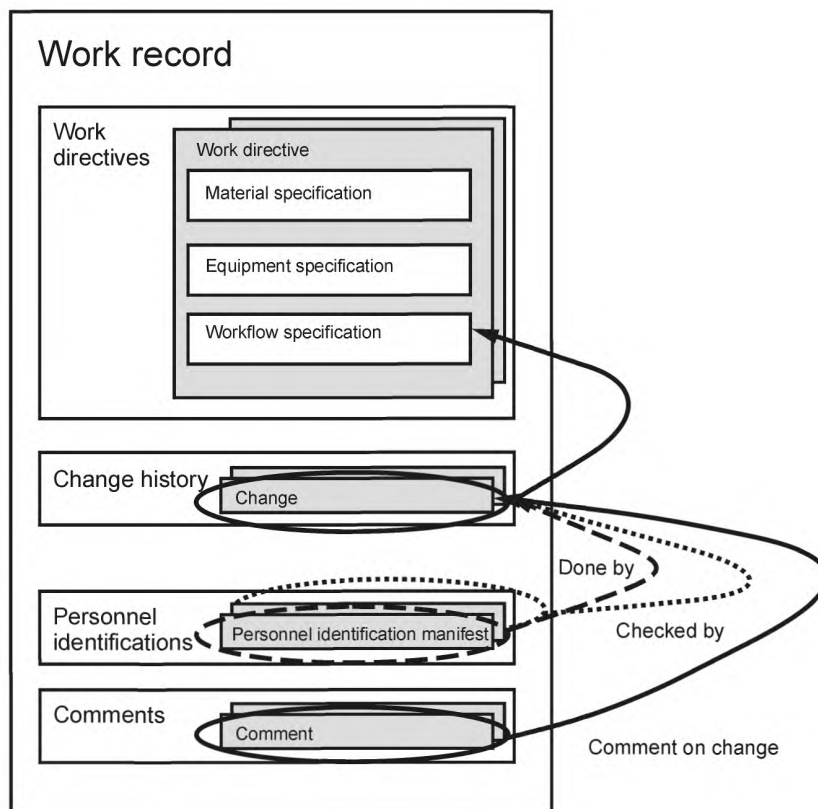 Work record
Work
directives
Work directive
Material specification
Equipment specification
Workflow specification
Change history
Change
Done by
Personnel
identifications
Personnel identification manifest
Checked by
Comments
Comment
Comment on change